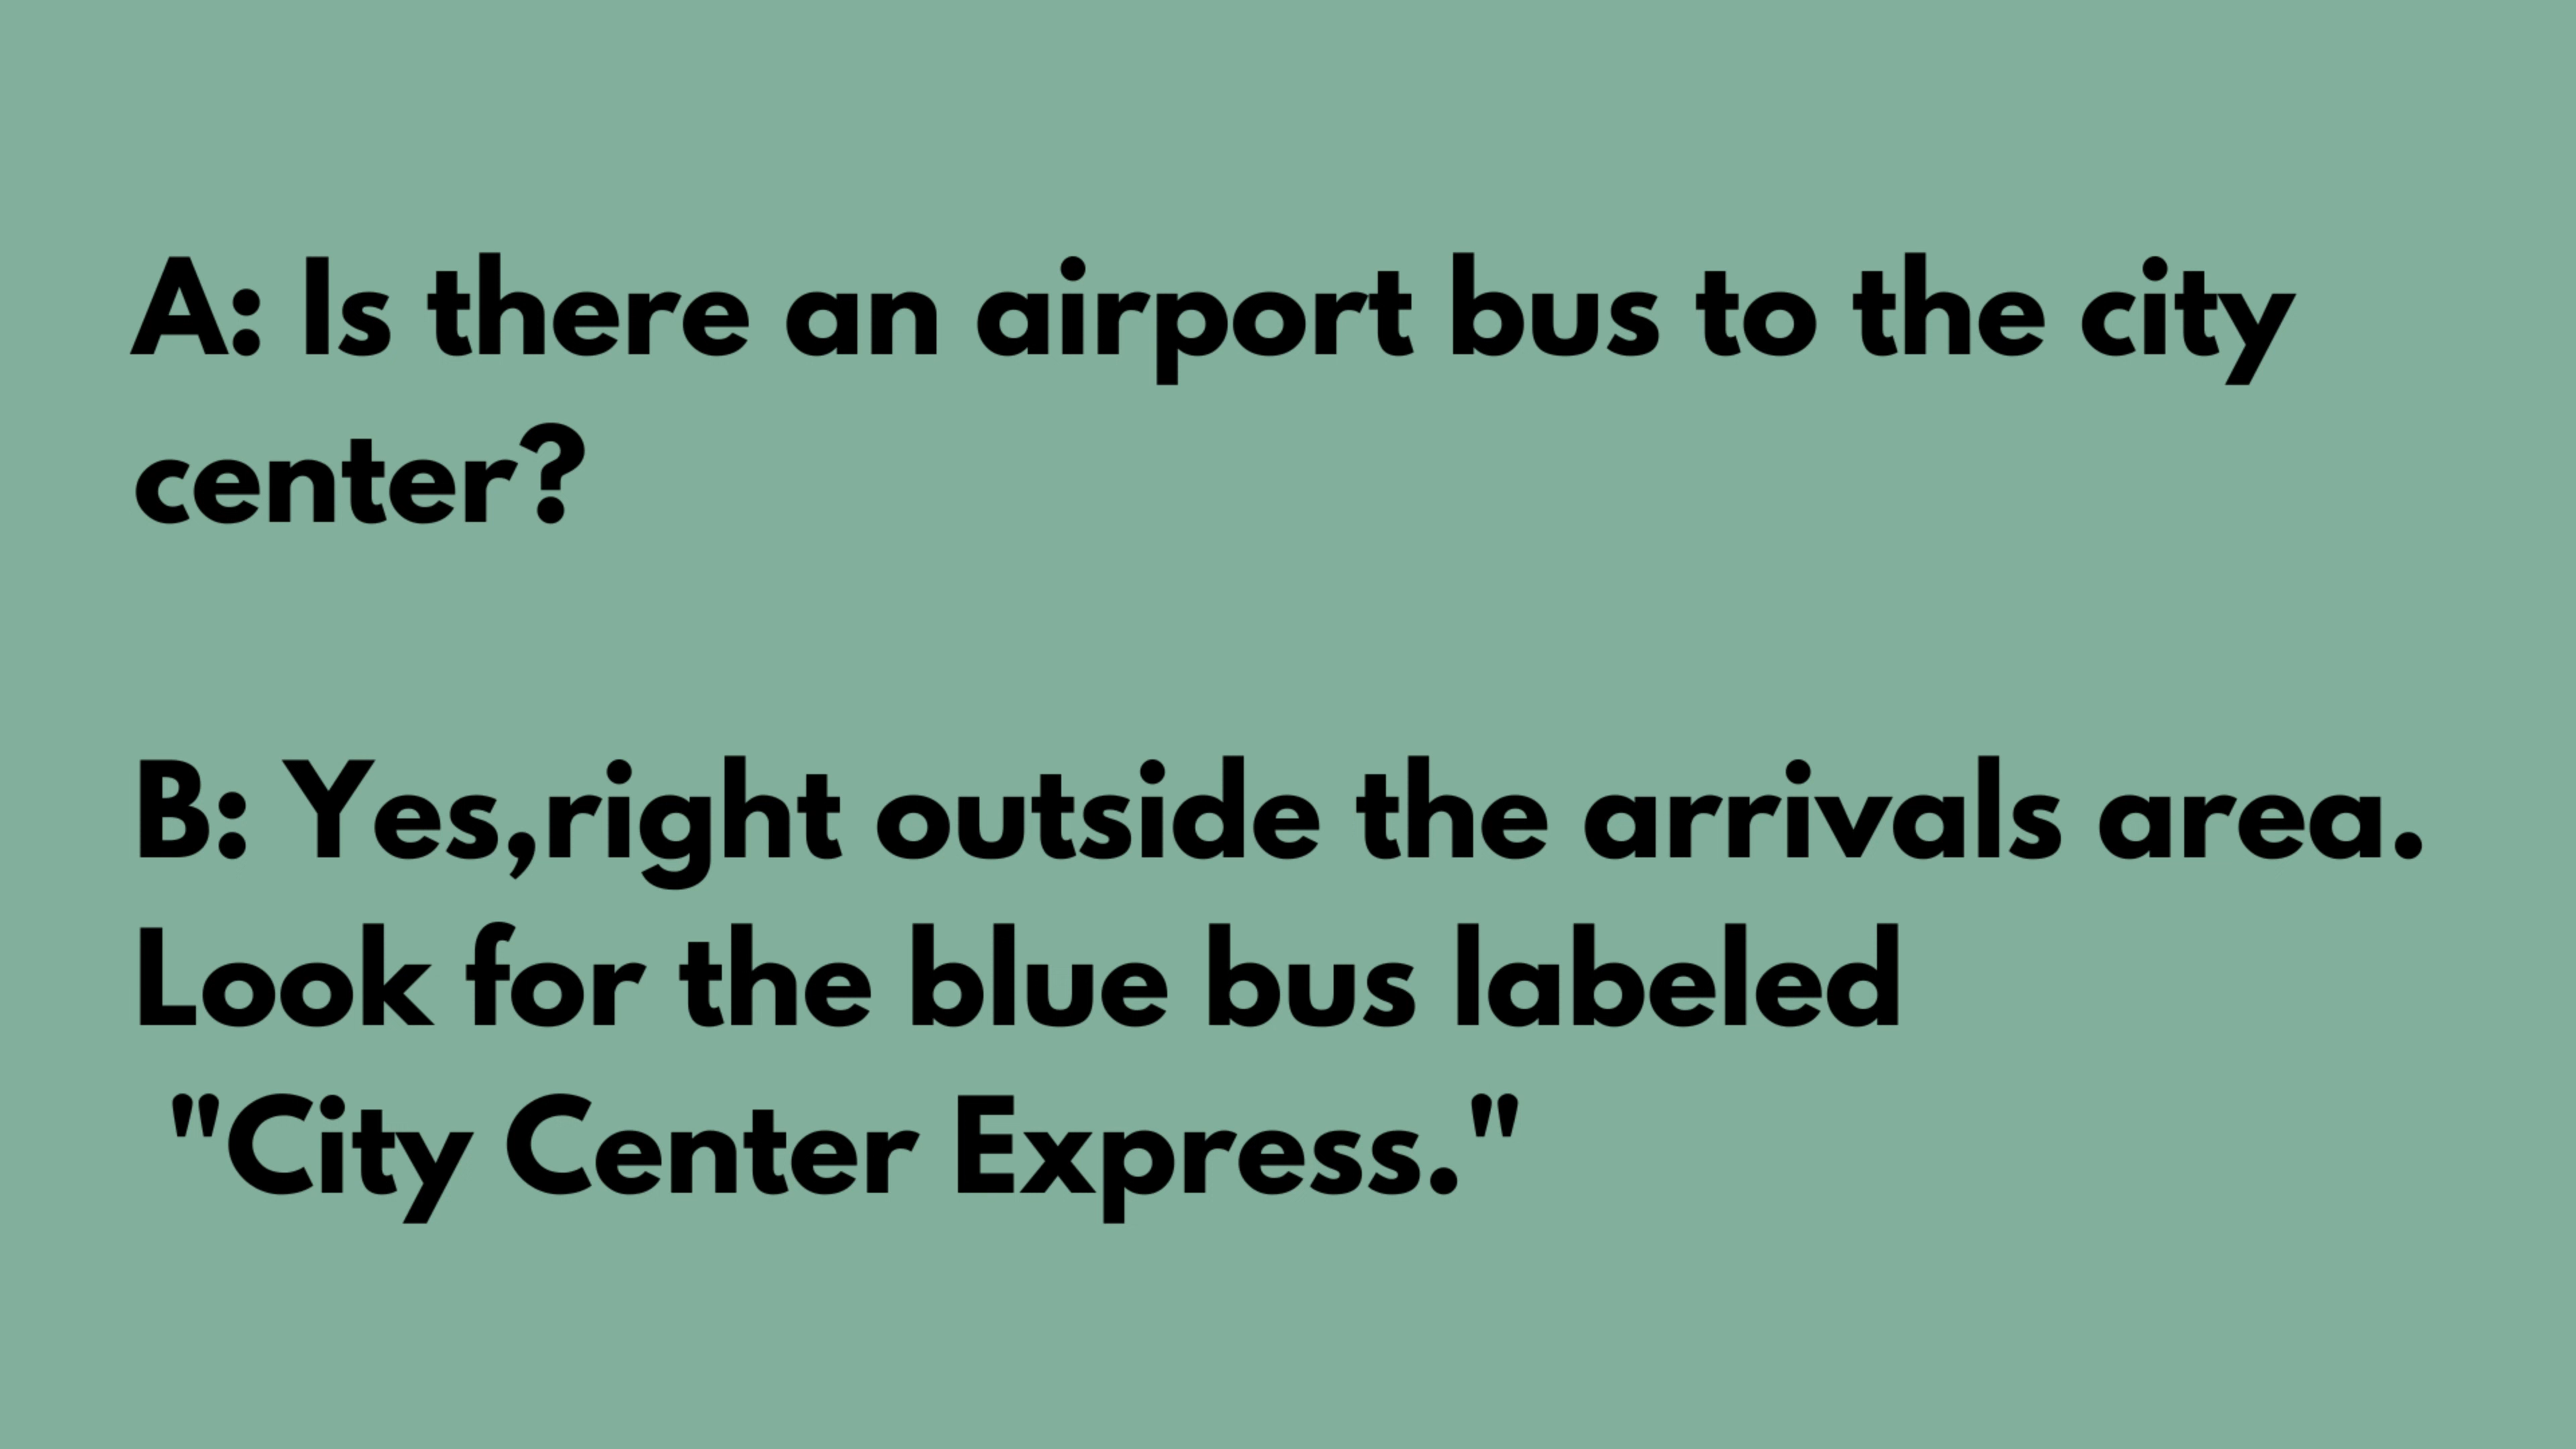 A: Is there an airport bus to the city
center?
B: Yes,right outside the arrivals area.
Look for the blue bus labeled
"City Center Express."